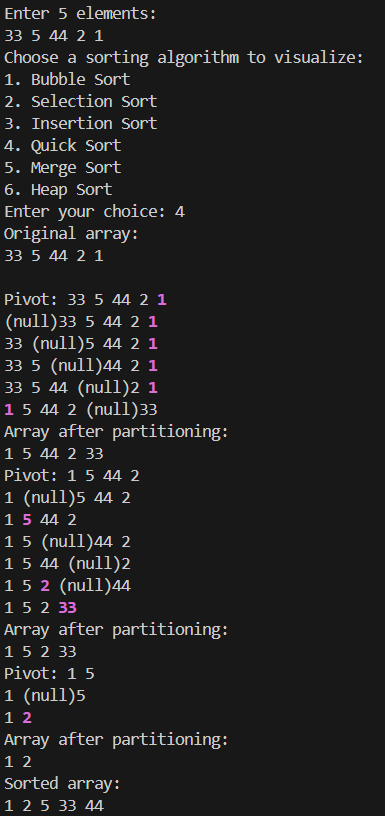 Enter 5 elements:
33 5 44 2 1
Choose a sorting algorithm to visualize:
1. Bubble Sort
2. Selection Sort
3. Insertion Sort
4. Quick Sort
5. Merge Sort
6. Heap Sort
Enter your choice: 4
Original array:
33 5 44 2 1
Pivot: 33 5 44 2 1
(null)33 5 44 2 1
33 (null)5 44 2 1
33 5 (null)44 2 1
33 5 44 (null)2 1
1 5 44 2 (null)33
Array after partitioning:
1 5 44 2 33
Pivot: 1 5 44 2
1 (null)5 44 2
1 5 44 2
1 5 (null)44 2
1 5 44 (null)2
1 5 2 (null)44
1 5 2 33
Array after partitioning:
1 5 2 33
Pivot: 1 5
1 (null)5
1 2
Array after partitioning:
1 2
Sorted array:
1 2 5 33 44